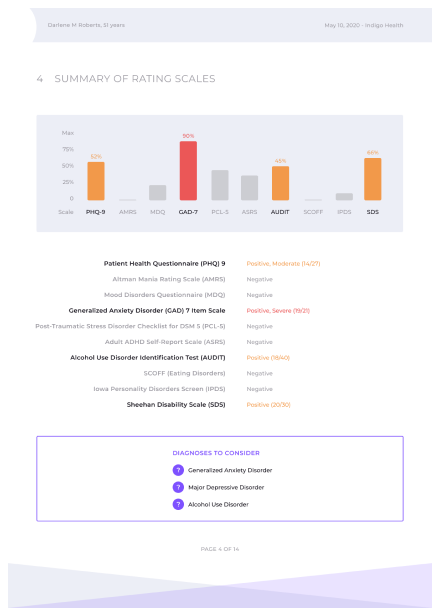 Darlene M Roberts, 51 years
May 10, 2020 - Indigo Health
4 SUMMARY OF RATING SCALES
Max
75%
50%
25%
0
52%
90%
45%
66%
Scale PHQ-9 AMRS MDQ GAD-7 PCL-5 ASRS AUDIT SCOFF IPDS SDS
Patient Health Questionnaire (PHQ) 9 Positive, Moderate (14/27)
Altman Mania Rating Scale (AMRS) Negative
Mood Disorders Questionnaire (MDQ) Negative
Generalized Anxiety Disorder (GAD) 7 Item Scale Positive, Severe (19/21)
Post-Traumatic Stress Disorder Checklist for DSM 5 (PCL-5) Negative
Adult ADHD Self-Report Scale (ASRS) Negative
Alcohol Use Disorder Identification Test (AUDIT) Positive (18/40)
SCOFF (Eating Disorders) Negative
Iowa Personality Disorders Screen (IPDS) Negative
Sheehan Disability Scale (SDS) Positive (20/30)
DIAGNOSES TO CONSIDER
? Generalized Anxiety Disorder
? Major Depressive Disorder
? Alcohol Use Disorder
PAGE 4 OF 14